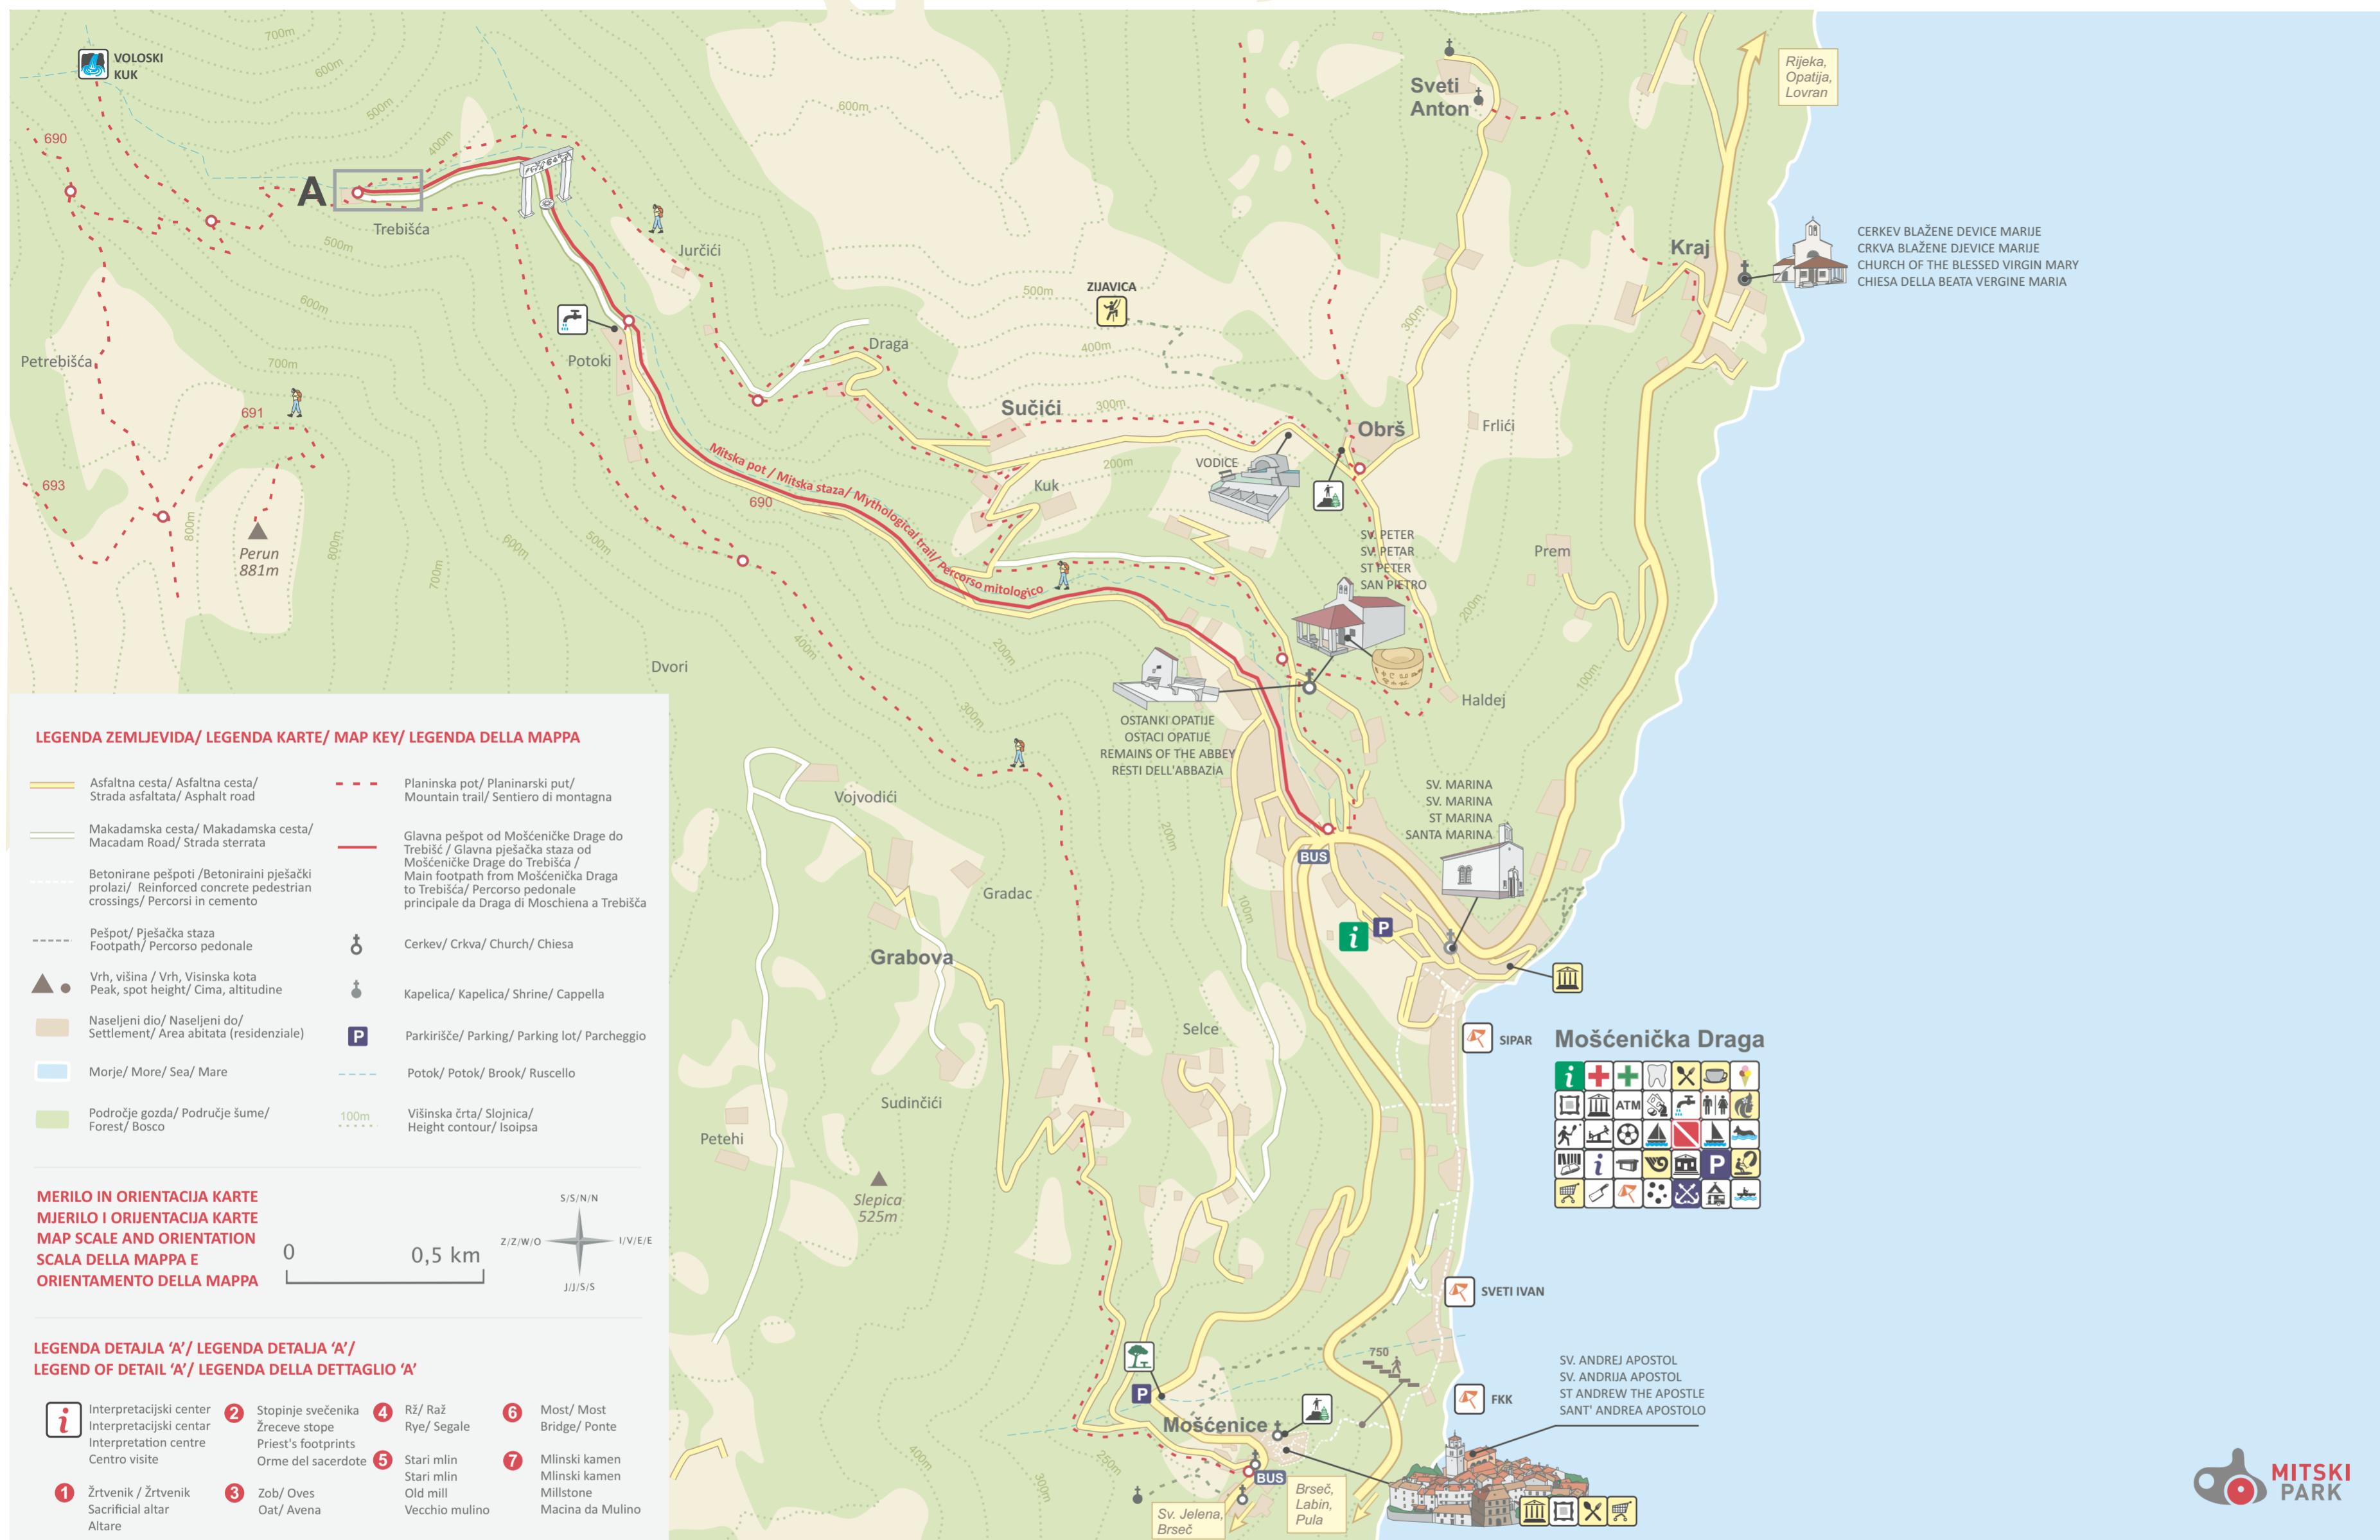 VOLOSKI
KUK
700m
600m
500m
400m
600m
690
A
Trebišća
500m
600m
700m
Petrebišća
691
693
800m
800m
Perun
881m
700m
600m
500m
Potoki
Jurčići
Draga
ZIJAVICA
500m
400m
300m
Sučići
200m
Kuk
VODICE
Obrš
Frlići
300m
Sveti
Anton
Rijeka,
Opatija,
Lovran
Kraj
CERKEV BLAŽENE DEVICE MARIJE
CRKVA BLAŽENE DJEVICE MARIJE
CHURCH OF THE BLESSED VIRGIN MARY
CHIESA DELLA BEATA VERGINE MARIA
Mitska pot / Mitska staza/ Mythological trail/ Percorso mitologico
690
SV. PETER
SV. PETAR
ST PETER
SAN PIETRO
Prem
200m
100m
Haldej
Dvori
400m
200m
300m
OSTANKI OPATIJE
OSTACI OPATIJE
REMAINS OF THE ABBEY
RESTI DELL'ABBAZIA
SV. MARINA
SV. MARINA
ST MARINA
SANTA MARINA
Vojvodići
200m
BUS
Gradac
100m
i
P
Grabova
Selce
SIPAR
Mošćenička Draga
i
ATM
i
P
Sudinčići
Petehi
Slepica
525m
SVETI IVAN
750
FKK
SV. ANDREJ APOSTOL
SV. ANDRIJA APOSTOL
ST ANDREW THE APOSTLE
SANT' ANDREA APOSTOLO
P
Mošćenice
BUS
400m
300m
250m
Sv. Jelena,
Brseč
Brseč,
Labin,
Pula
MITSKI
PARK
LEGENDA ZEMLJEVIDA/ LEGENDA KARTE/ MAP KEY/ LEGENDA DELLA MAPPA
Asfaltna cesta/ Asfaltna cesta/
Strada asfaltata/ Asphalt road
Makadamska cesta/ Makadamska cesta/
Macadam Road/ Strada sterrata
Betonirane pešpoti /Betoniraini pješački
prolazi/ Reinforced concrete pedestrian
crossings/ Percorsi in cemento
Pešpot/ Pješačka staza
Footpath/ Percorso pedonale
Vrh, višina / Vrh, Visinska kota
Peak, spot height/ Cima, altitudine
Naseljeni dio/ Naseljeni do/
Settlement/ Area abitata (residenziale)
Morje/ More/ Sea/ Mare
Področje gozda/ Područje šume/
Forest/ Bosco
Planinska pot/ Planinarski put/
Mountain trail/ Sentiero di montagna
Glavna pešpot od Mošćeničke Drage do
Trebišć / Glavna pješačka staza od
Mošćeničke Drage do Trebišća /
Main footpath from Mošćenička Draga
to Trebišća/ Percorso pedonale
principale da Draga di Moschiena a Trebišča
Cerkev/ Crkva/ Church/ Chiesa
Kapelica/ Kapelica/ Shrine/ Cappella
P
Parkirišče/ Parking/ Parking lot/ Parcheggio
Potok/ Potok/ Brook/ Ruscello
100m
Višinska črta/ Slojnica/
Height contour/ Isoipsa
MERILO IN ORIENTACIJA KARTE
MJERILO I ORIJENTACIJA KARTE
MAP SCALE AND ORIENTATION
SCALA DELLA MAPPA E
ORIENTAMENTO DELLA MAPPA
0
0,5 km
S/S/N/N
Z/Z/W/O
I/V/E/E
J/J/S/S
LEGENDA DETAJLA ‘A’/ LEGENDA DETALJA ‘A’/
LEGEND OF DETAIL ‘A’/ LEGENDA DELLA DETTAGLIO ‘A’
i
Interpretacijski center
Interpretacijski centar
Interpretation centre
Centro visite
1
Žrtvenik / Žrtvenik
Sacrificial altar
Altare
2
Stopinje svečenika
Žreceve stope
Priest's footprints
Orme del sacerdote
3
Zob/ Oves
Oat/ Avena
4
Rž/ Raž
Rye/ Segale
5
Stari mlin
Stari mlin
Old mill
Vecchio mulino
6
Most/ Most
Bridge/ Ponte
7
Mlinski kamen
Mlinski kamen
Millstone
Macina da Mulino